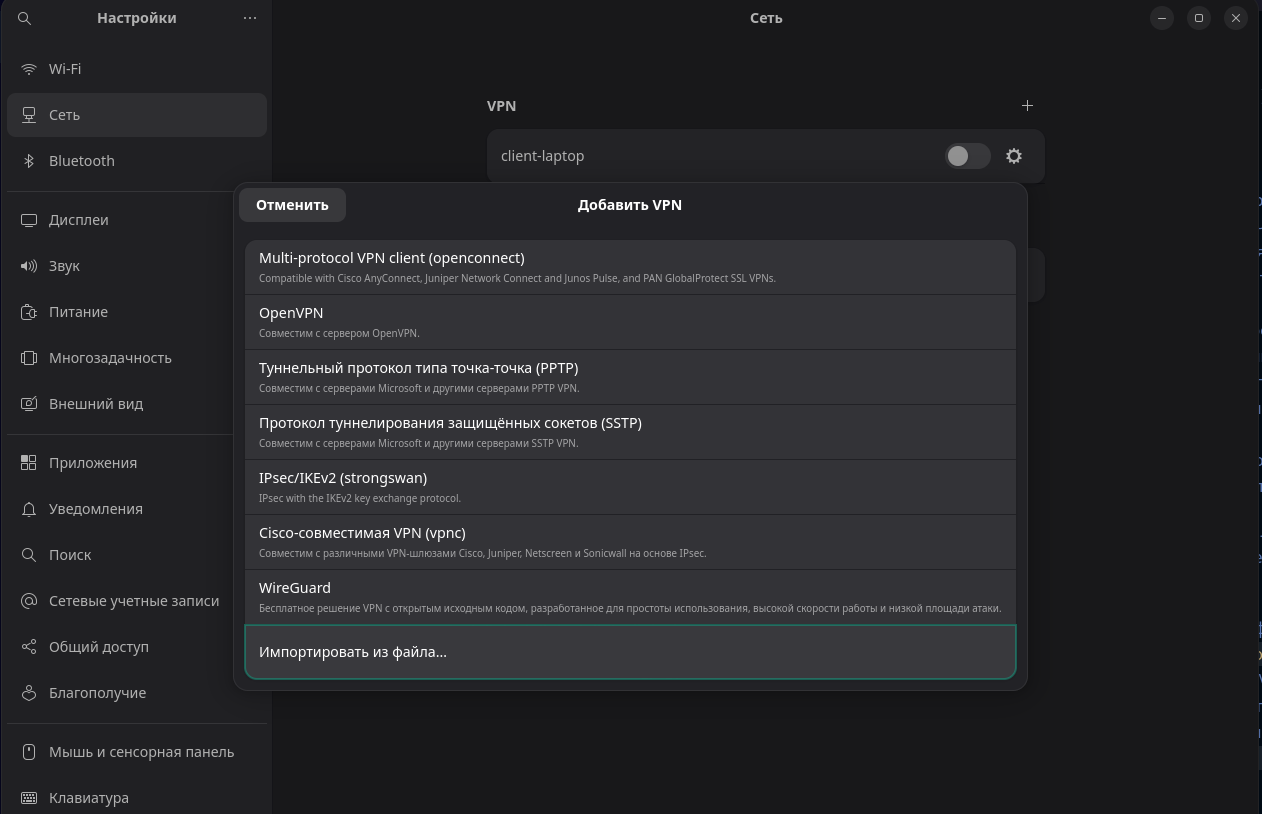 Настройки
Сеть
Wi-Fi
Сеть
Bluetooth
Дисплеи
Звук
Питание
Многозадачность
Внешний вид
Приложения
Уведомления
Поиск
Сетевые учетные записи
Общий доступ
Благополучие
Мышь и сенсорная панель
Клавиатура
VPN
client-laptop
Отменить
Добавить VPN
Multi-protocol VPN client (openconnect)
Compatible with Cisco AnyConnect, Juniper Network Connect and Junos Pulse, and PAN GlobalProtect SSL VPNs.
OpenVPN
Совместим с сервером OpenVPN.
Туннельный протокол типа точка-точка (PPTP)
Совместим с серверами Microsoft и другими серверами PPTP VPN.
Протокол туннелирования защищённых сокетов (SSTP)
Совместим с серверами Microsoft и другими серверами SSTP VPN.
IPsec/IKEv2 (strongswan)
IPsec with the IKEv2 key exchange protocol.
Cisco-совместимая VPN (vpnc)
Совместим с различными VPN-шлюзами Cisco, Juniper, Netscreen и Sonicwall на основе IPsec.
WireGuard
Бесплатное решение VPN с открытым исходным кодом, разработанное для простоты использования, высокой скорости работы и низкой площади атаки.
Импортировать из файла...